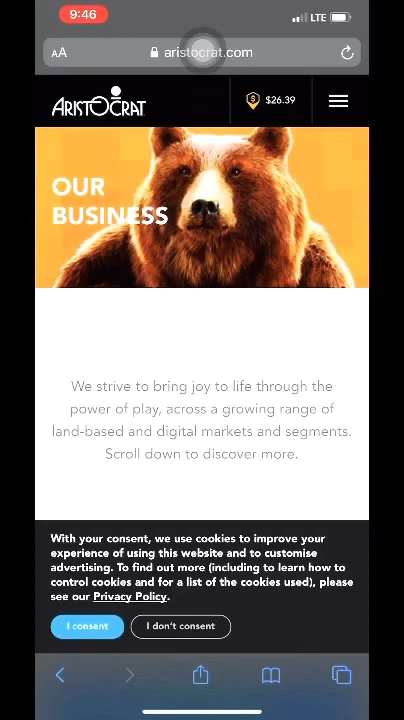 9:46
LTE
AA
aristocrat.com
ARISTOCRAT
$26.39
OUR
BUSINESS
We strive to bring joy to life through the
power of play, across a growing range of
land-based and digital markets and segments.
Scroll down to discover more.
With your consent, we use cookies to improve your
experience of using this website and to customise
advertising. To find out more (including to learn how to
control cookies and for a list of the cookies used), please
see our Privacy Policy.
I consent
I don't consent